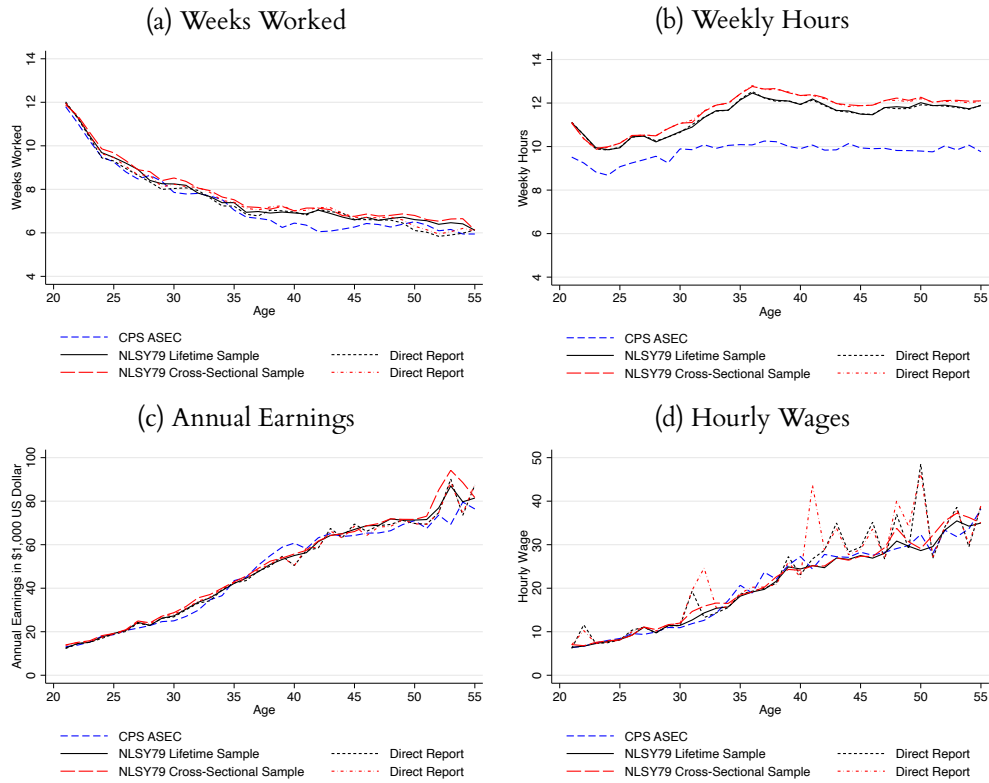 (a) Weeks Worked
Weeks Worked
14
12
10
8
6
4
20 25 30 35 40 45 50 55
Age
CPS ASEC
NLSY79 Lifetime Sample Direct Report
NLSY79 Cross-Sectional Sample Direct Report
(b) Weekly Hours
Weekly Hours
14
12
10
8
6
4
20 25 30 35 40 45 50 55
Age
CPS ASEC
NLSY79 Lifetime Sample Direct Report
NLSY79 Cross-Sectional Sample Direct Report
(c) Annual Earnings
Annual Earnings in $1,000 US Dollar
100
80
60
40
20
0
20 25 30 35 40 45 50 55
Age
CPS ASEC
NLSY79 Lifetime Sample Direct Report
NLSY79 Cross-Sectional Sample Direct Report
(d) Hourly Wages
Hourly Wage
50
40
30
20
10
0
20 25 30 35 40 45 50 55
Age
CPS ASEC
NLSY79 Lifetime Sample Direct Report
NLSY79 Cross-Sectional Sample Direct Report